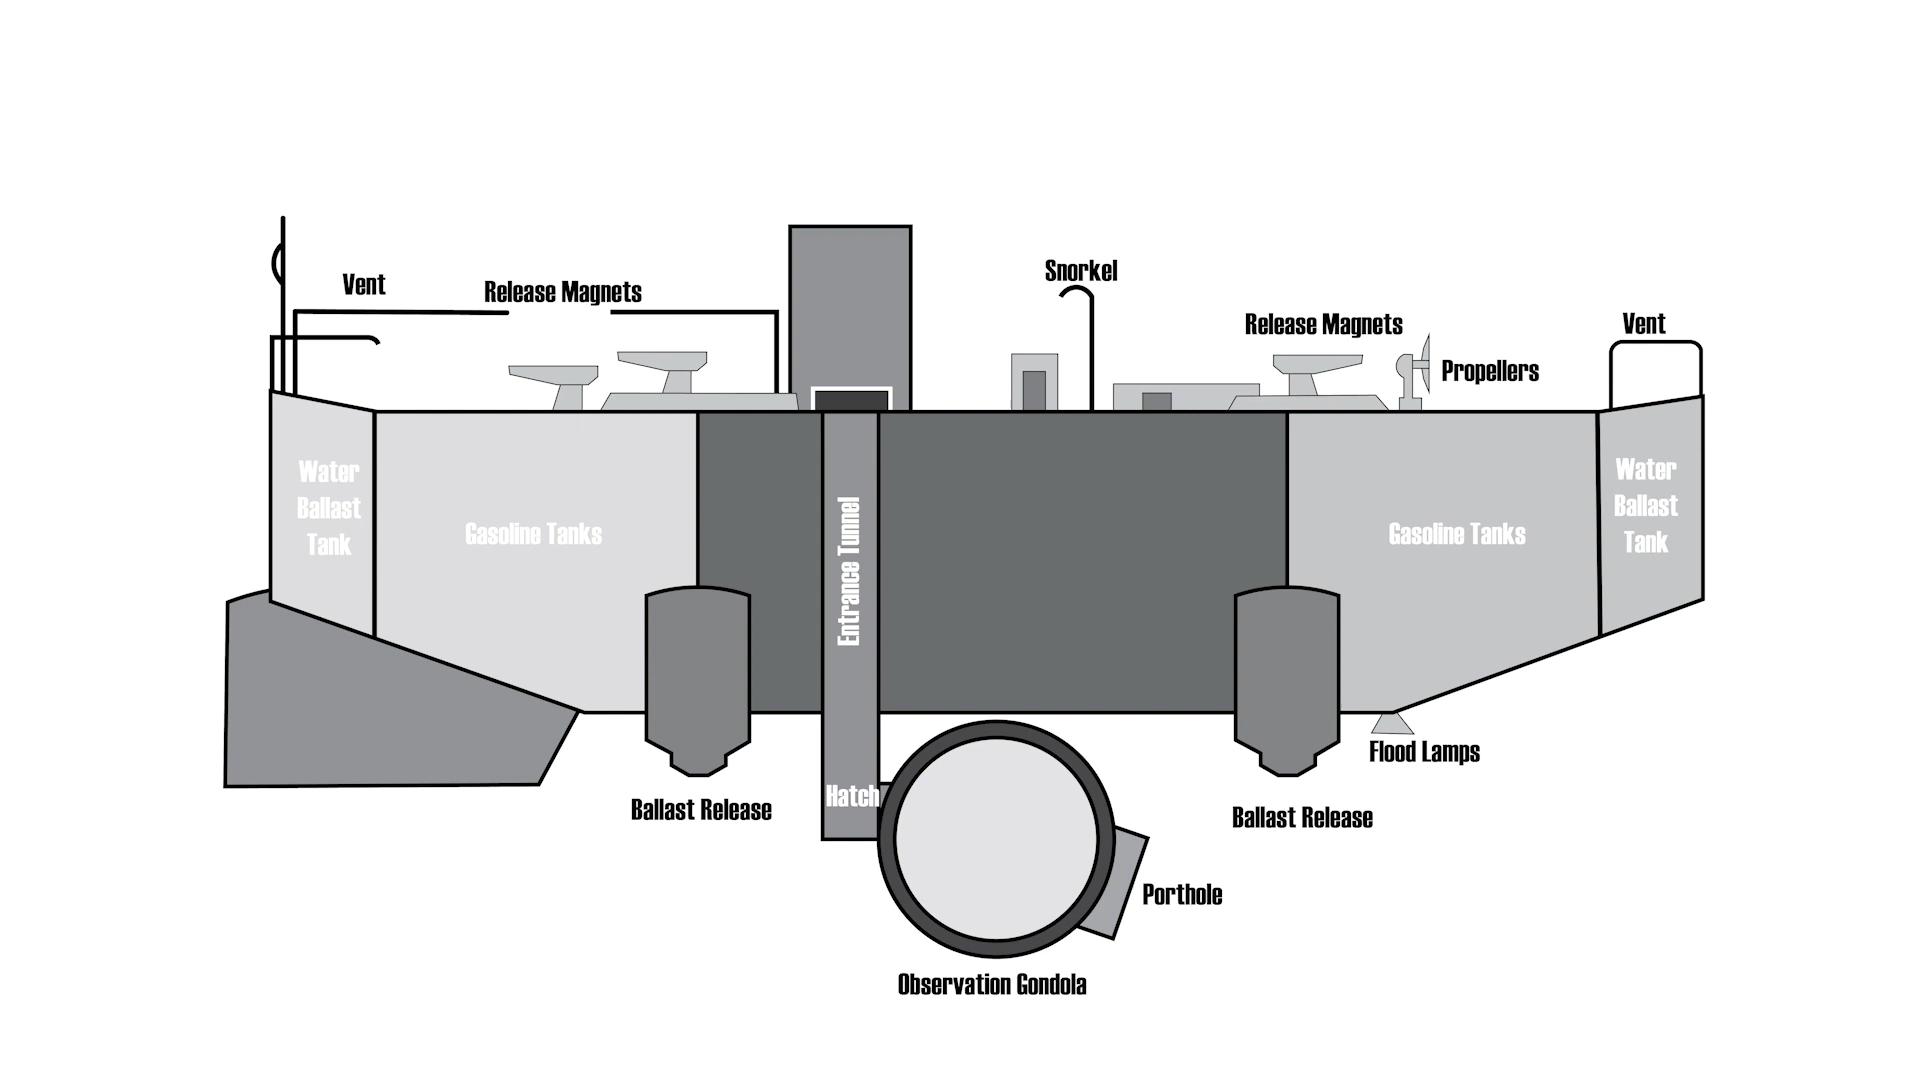 Snorkel
Vent
Release Magnets
Release Magnets
Vent
Propellers
Water
Ballast
Tank
Gasoline Tanks
Entrance Tunnel
Gasoline Tanks
Water
Ballast
Tank
Flood Lamps
Hatch
Ballast Release
Ballast Release
Porthole
Observation Gondola